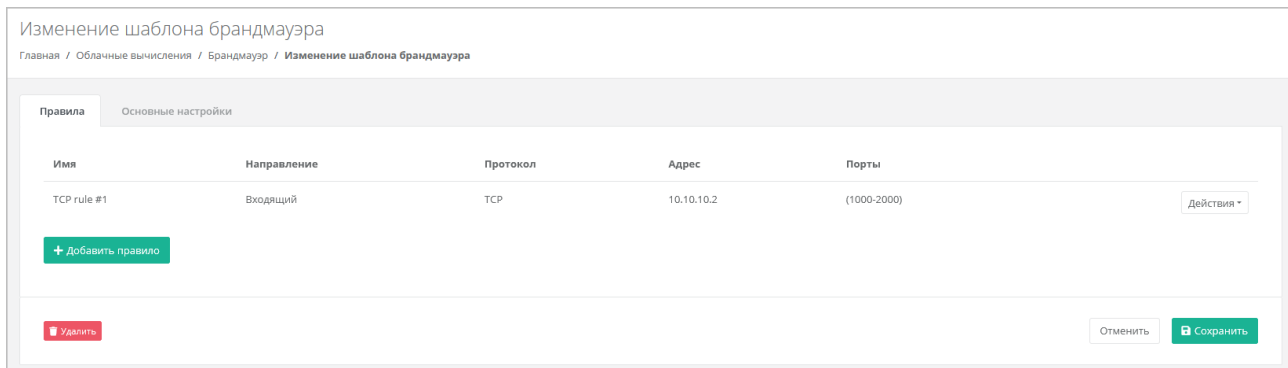 Изменение шаблона брандмауэра
Главная / Облачные вычисления / Брандмауэр / Изменение шаблона брандмауэра
Правила Основные настройки
Имя Направление Протокол Адрес Порты
TCP rule #1 Входящий TCP 10.10.10.2 (1000-2000) Действия
+ Добавить правило
Удалить Отменить Сохранить